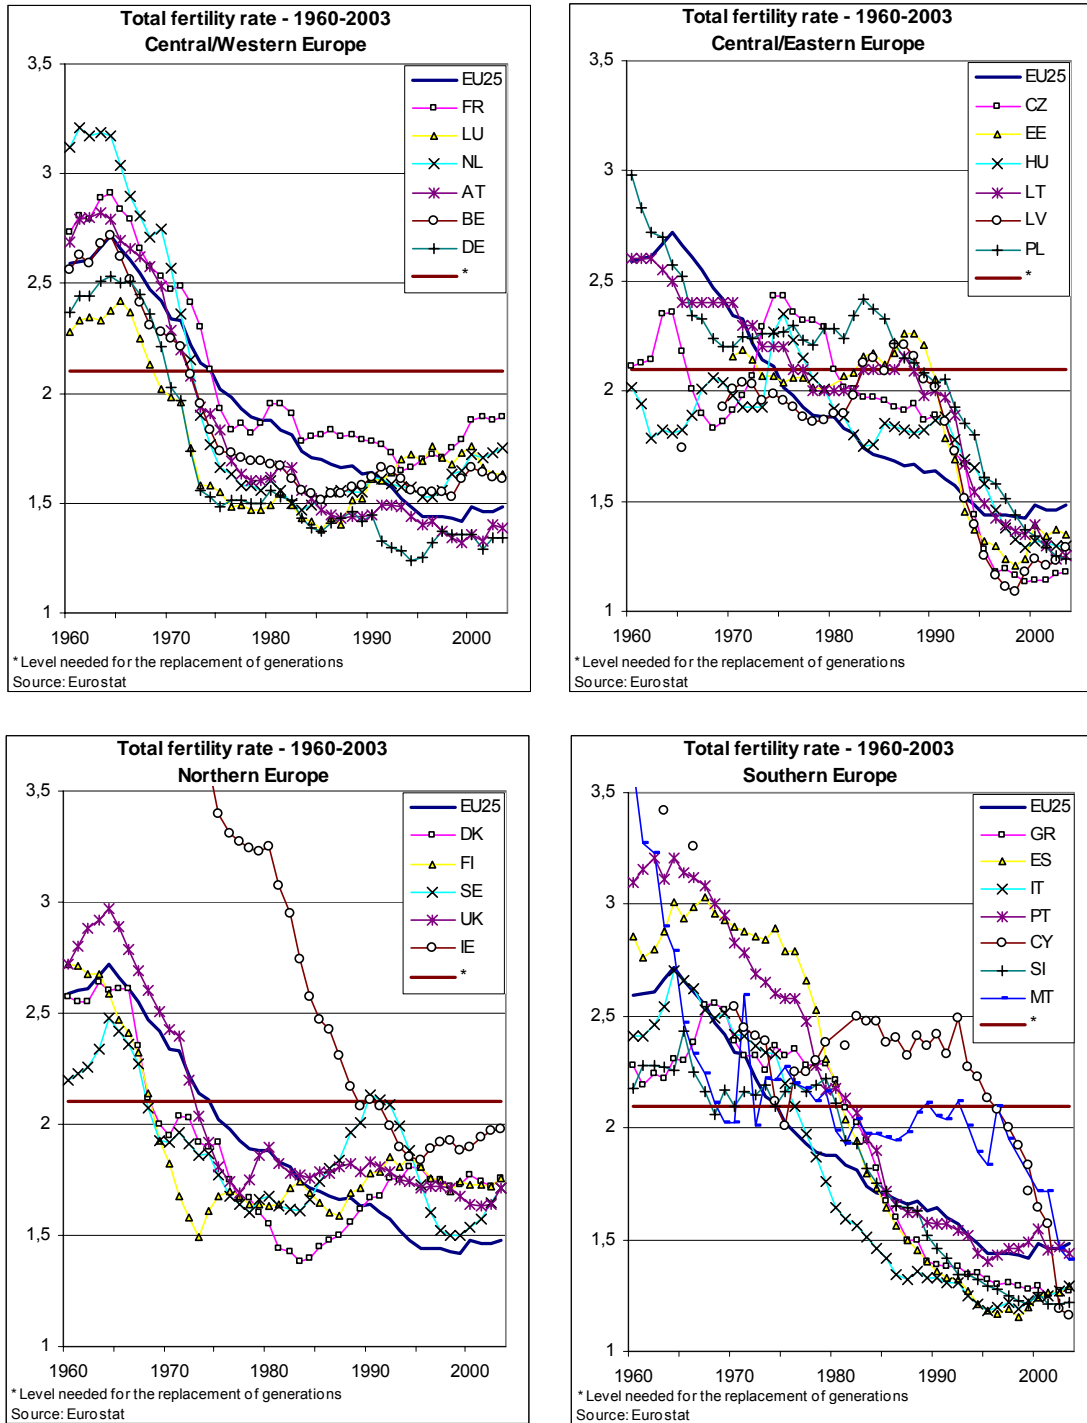 Total fertility rate - 1960-2003
Central/Western Europe
3,5
3
2,5
2
1,5
1
1960
1970
1980
1990
2000
EU25
FR
LU
NL
AT
BE
DE
*
* Level needed for the replacement of generations
Source: Eurostat
Total fertility rate - 1960-2003
Central/Eastern Europe
3,5
3
2,5
2
1,5
1
1960
1970
1980
1990
2000
EU25
CZ
EE
HU
LT
LV
PL
*
* Level needed for the replacement of generations
Source: Eurostat
Total fertility rate - 1960-2003
Northern Europe
3,5
3
2,5
2
1,5
1
1960
1970
1980
1990
2000
EU25
DK
FI
SE
UK
IE
*
* Level needed for the replacement of generations
Source: Eurostat
Total fertility rate - 1960-2003
Southern Europe
3,5
3
2,5
2
1,5
1
1960
1970
1980
1990
2000
EU25
GR
ES
IT
PT
CY
SI
MT
*
* Level needed for the replacement of generations
Source: Eurostat